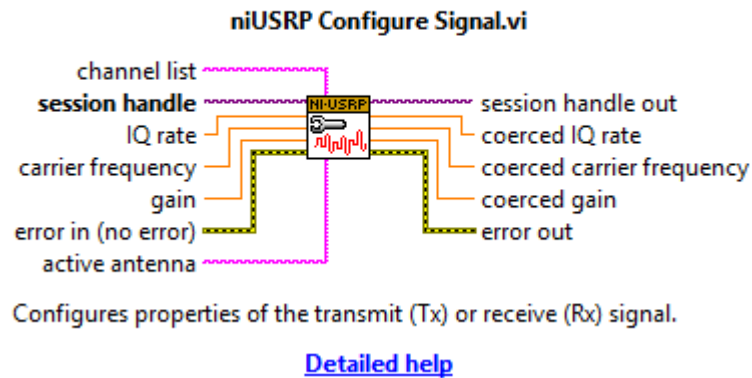 niUSRP Configure Signal.vi
channel list
session handle
IQ rate
carrier frequency
gain
error in (no error)
active antenna
NI-USRP
session handle out
coerced IQ rate
coerced carrier frequency
coerced gain
error out
Configures properties of the transmit (Tx) or receive (Rx) signal.
Detailed help